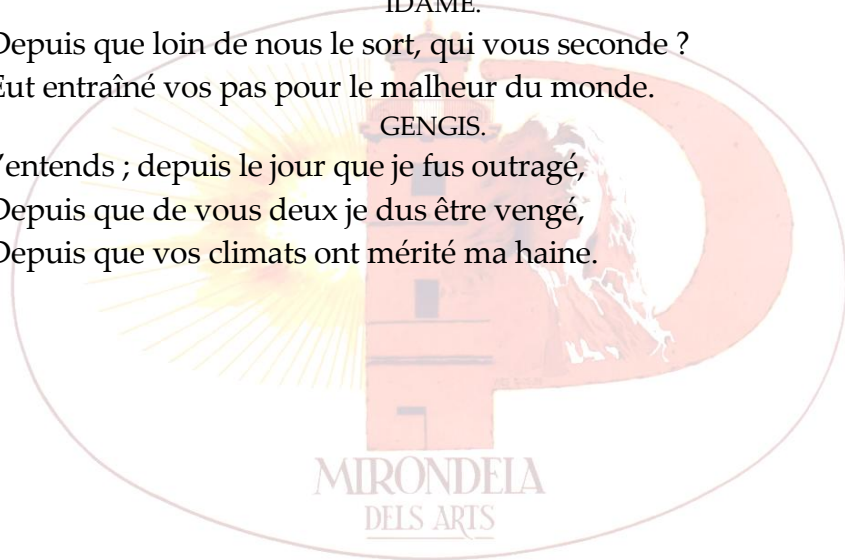 IDAMÉ.
Depuis que loin de nous le sort, qui vous seconde ?
Eut entraîné vos pas pour le malheur du monde.
GENGIS.
'entends ; depuis le jour que je fus outragé,
Depuis que de vous deux je dus être vengé,
Depuis que vos climats ont mérité ma haine.
MIRONDELA
DELS ARTS